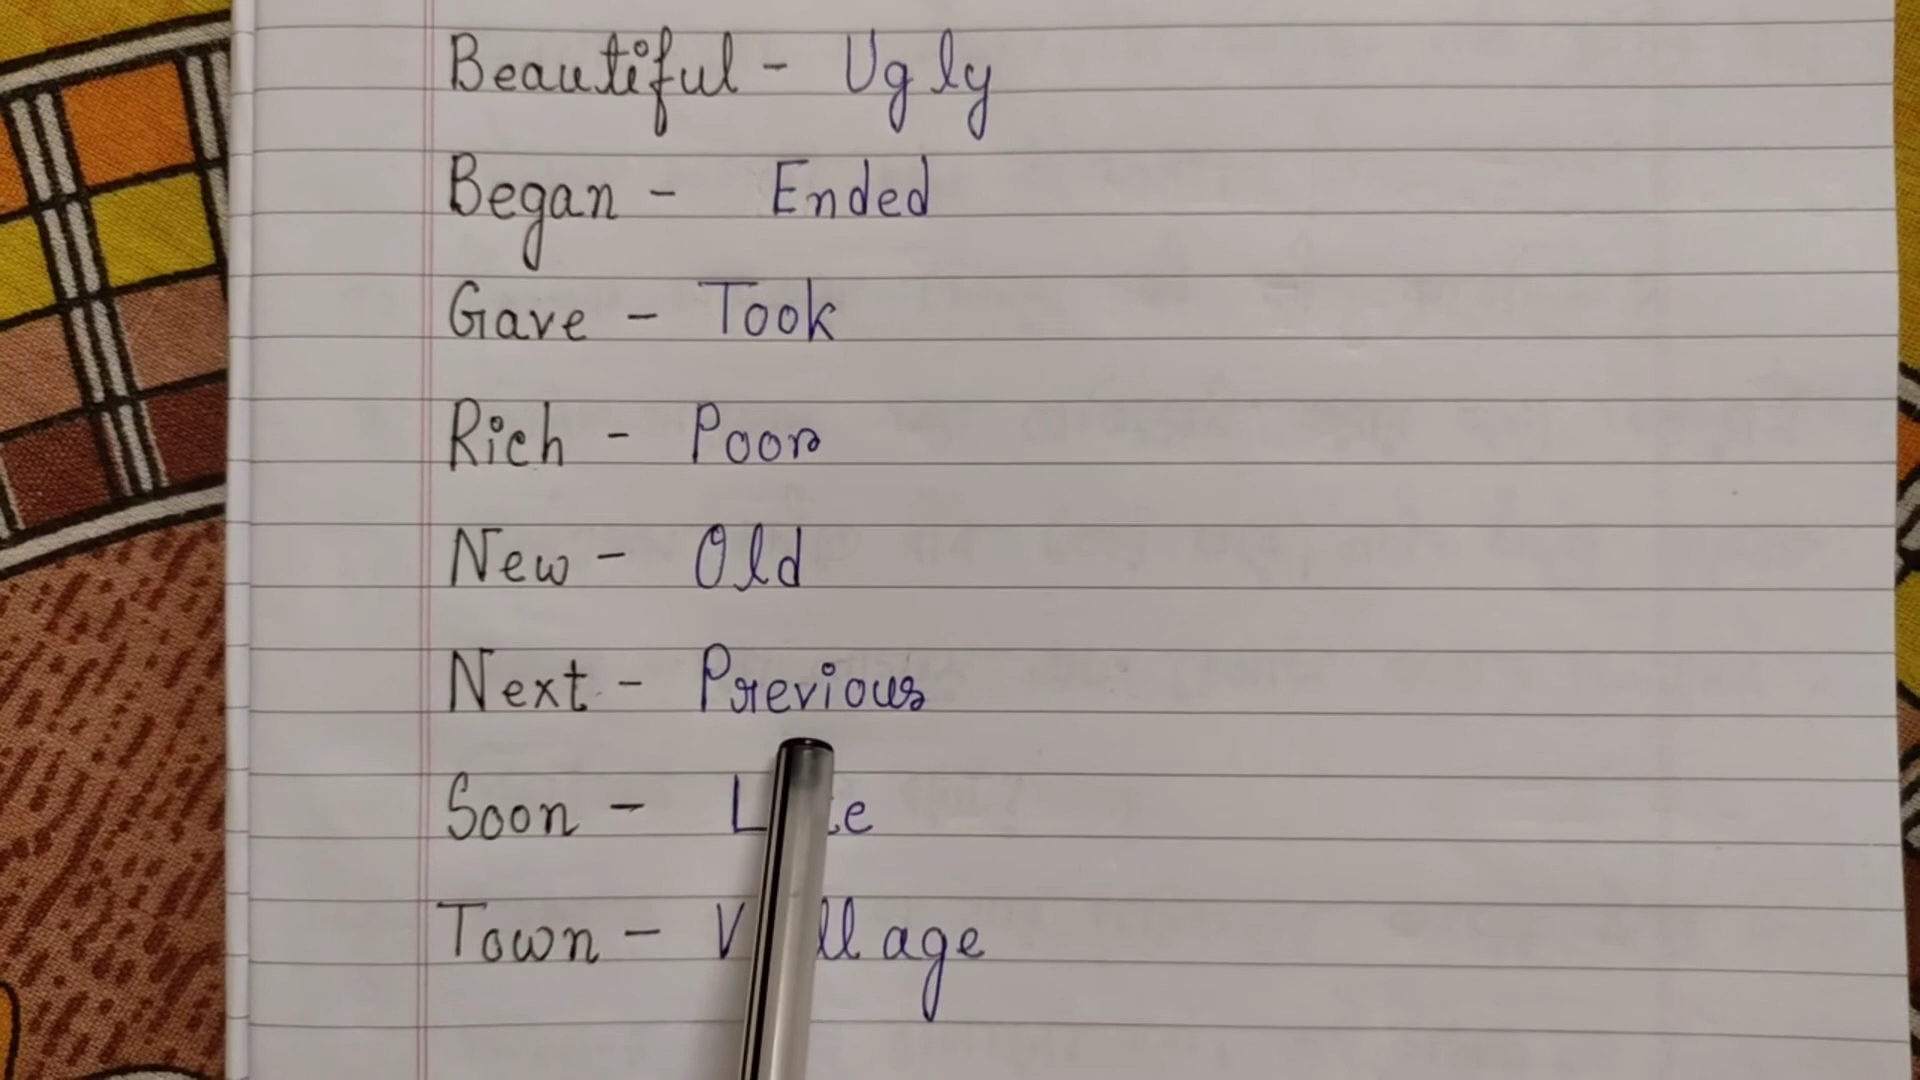 Beautiful - Ugly
Began - Ended
Gave - Took
Rich - Poor
New - Old
Next - Previous
Soon -
Town - Village